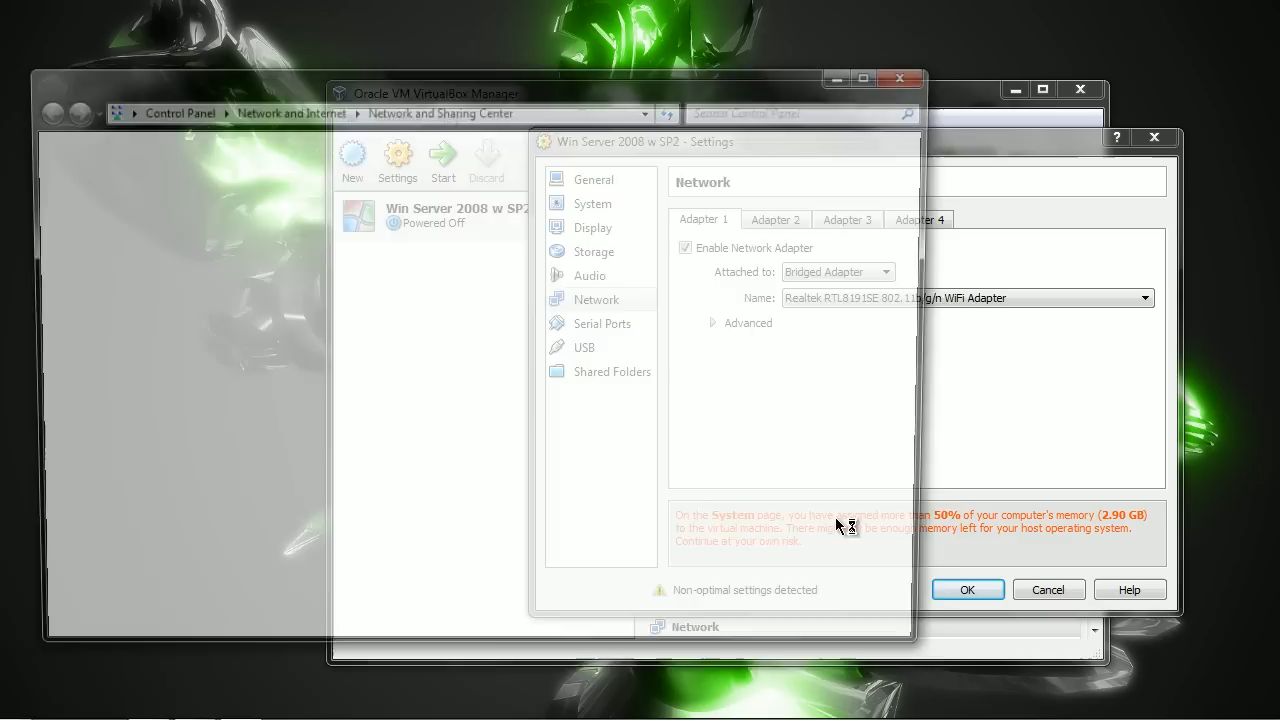 Oracle VM VirtualBox Manager
Control Panel Network and Internet Network and Sharing Center Search Control Panel
Win Server 2008 w SP2 - Settings
New
Settings
Start
Discard
Win Server 2008 w SP2
Powered Off
General
System
Display
Storage
Audio
Network
Serial Ports
USB
Shared Folders
Network
Adapter 1 Adapter 2 Adapter 3 Adapter 4
Enable Network Adapter
Attached to: Bridged Adapter
Name: Realtek RTL8191SE 802.11b/g/n WiFi Adapter
Advanced
On the System page, you have assigned more than 50% of your computer's memory (2.90 GB)
to the virtual machine. There might not be enough memory left for your host operating system.
Continue at your own risk.
Non-optimal settings detected
OK Cancel Help
?
Network